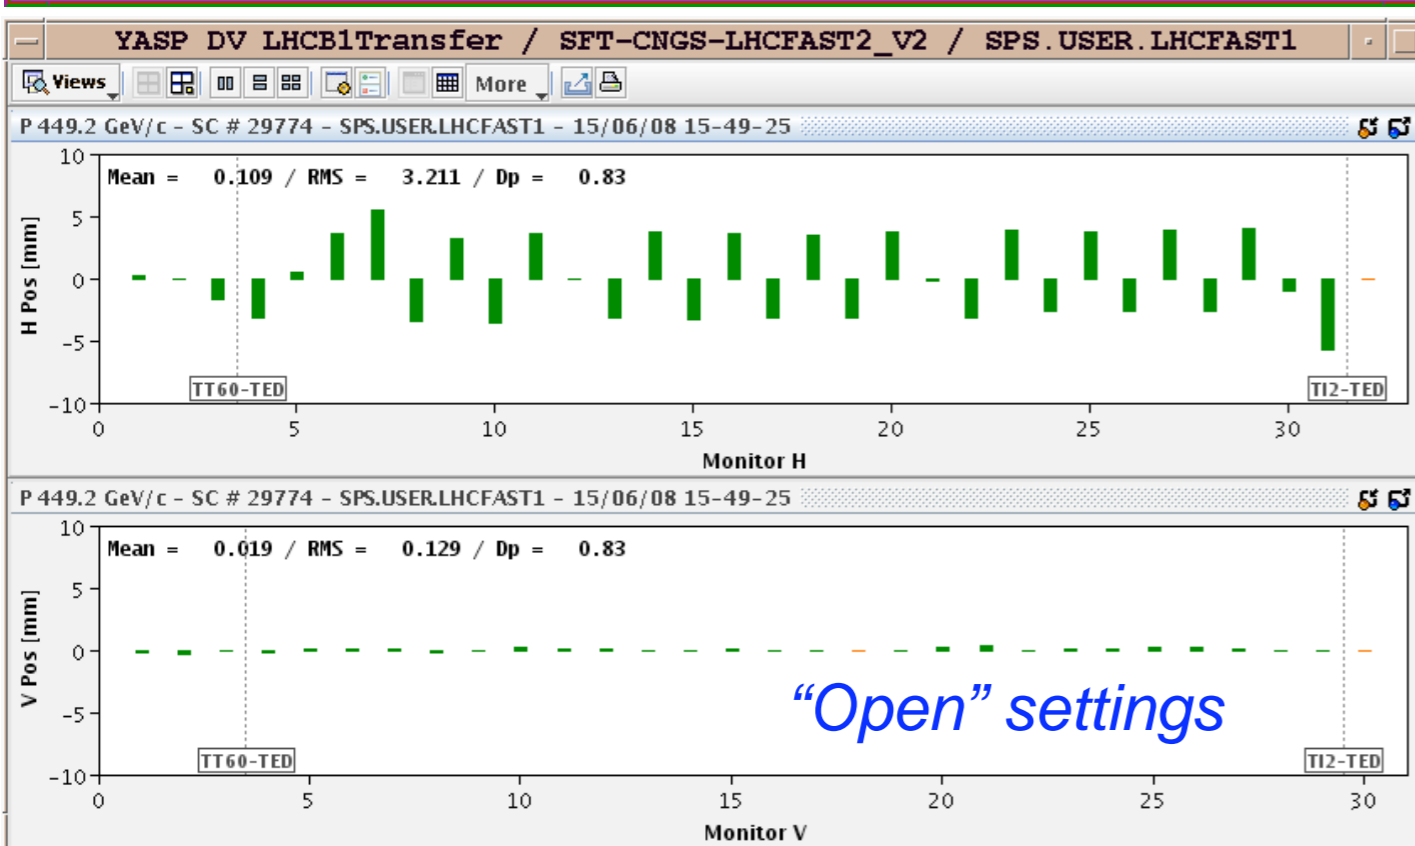 YASP DV LHCB1Transfer / SFT-CNGS-LHCFAST2_V2 / SPS.USER.LHCFAST1
Views More
P 449.2 GeV/c - SC # 29774 - SPS.USER.LHCFAST1 - 15/06/08 15-49-25
Mean = 0.109 / RMS = 3.211 / Dp = 0.83
H Pos [mm]
10
5
0
-5
-10
TT60-TED
TI2-TED
0 5 10 15 20 25 30
Monitor H
P 449.2 GeV/c - SC # 29774 - SPS.USER.LHCFAST1 - 15/06/08 15-49-25
Mean = 0.019 / RMS = 0.129 / Dp = 0.83
V Pos [mm]
10
5
0
-5
-10
“Open” settings
TT60-TED
TI2-TED
0 5 10 15 20 25 30
Monitor V